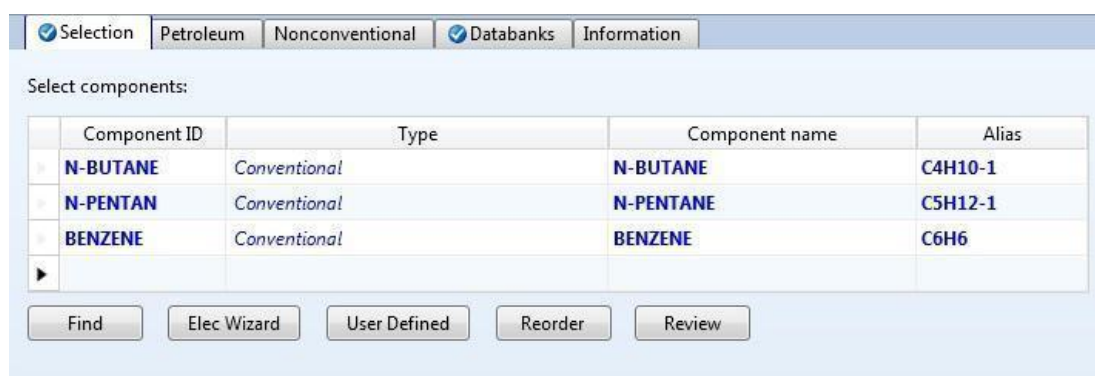 Selection Petroleum Nonconventional Databanks Information
Select components:
Component ID Type Component name Alias
N-BUTANE Conventional N-BUTANE C4H10-1
N-PENTAN Conventional N-PENTANE C5H12-1
BENZENE Conventional BENZENE C6H6
Find Elec Wizard User Defined Reorder Review